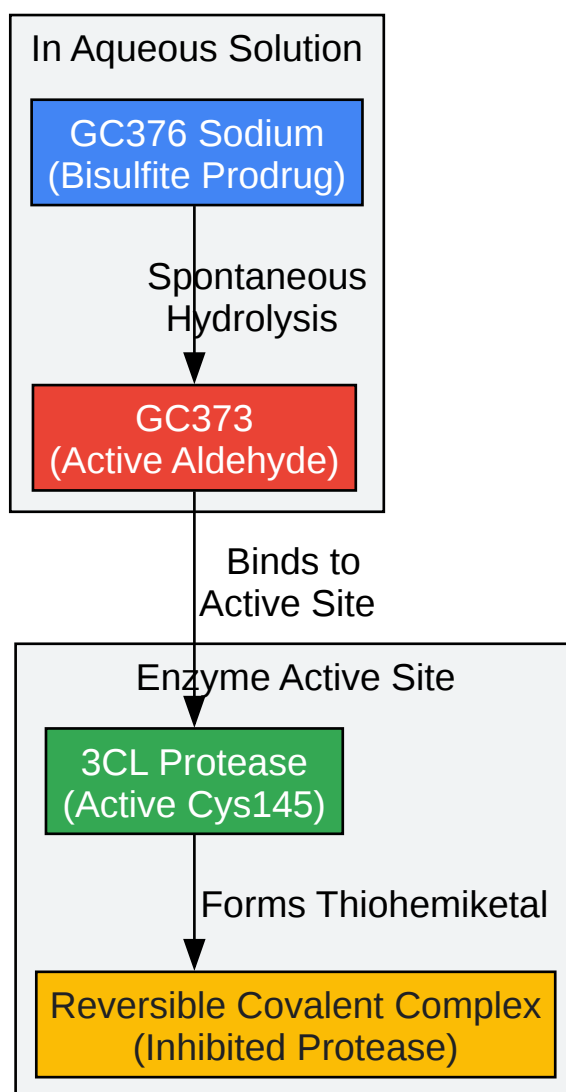 In Aqueous Solution
GC376 Sodium
(Bisulfite Prodrug)
Spontaneous
Hydrolysis
GC373
(Active Aldehyde)
Binds to
Active Site
Enzyme Active Site
3CL Protease
(Active Cys145)
Forms Thiohemiketal
Reversible Covalent Complex
(Inhibited Protease)